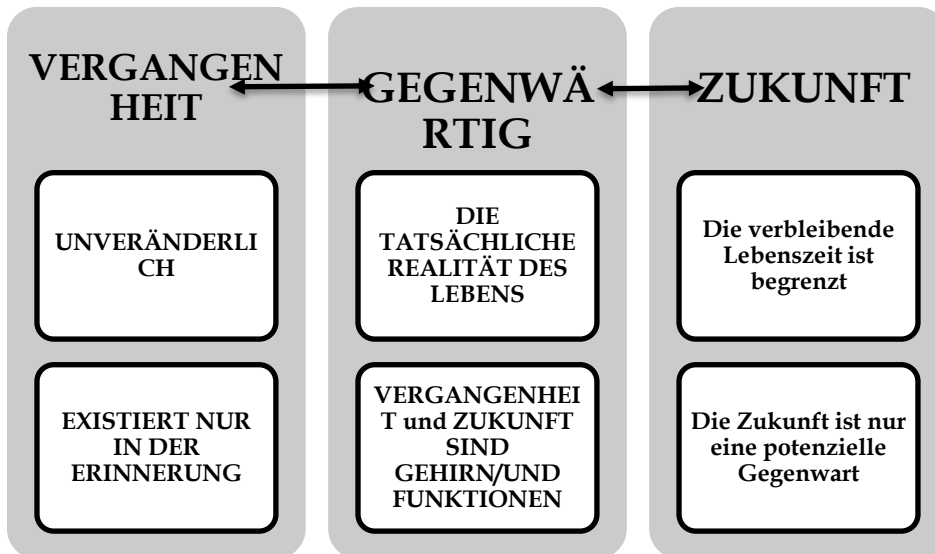 VERGANGEN
HEIT
UNVERÄNDERLI
CH
EXISTIERT NUR
IN DER
ERINNERUNG
GEGENWÄ
RTIG
DIE
TATSÄCHLICHE
REALITÄT DES
LEBENS
VERGANGENHEI
T und ZUKUNFT
SIND
GEHIRN/UND
FUNKTIONEN
ZUKUNFT
Die verbleibende
Lebenszeit ist
begrenzt
Die Zukunft ist nur
eine potenzielle
Gegenwart